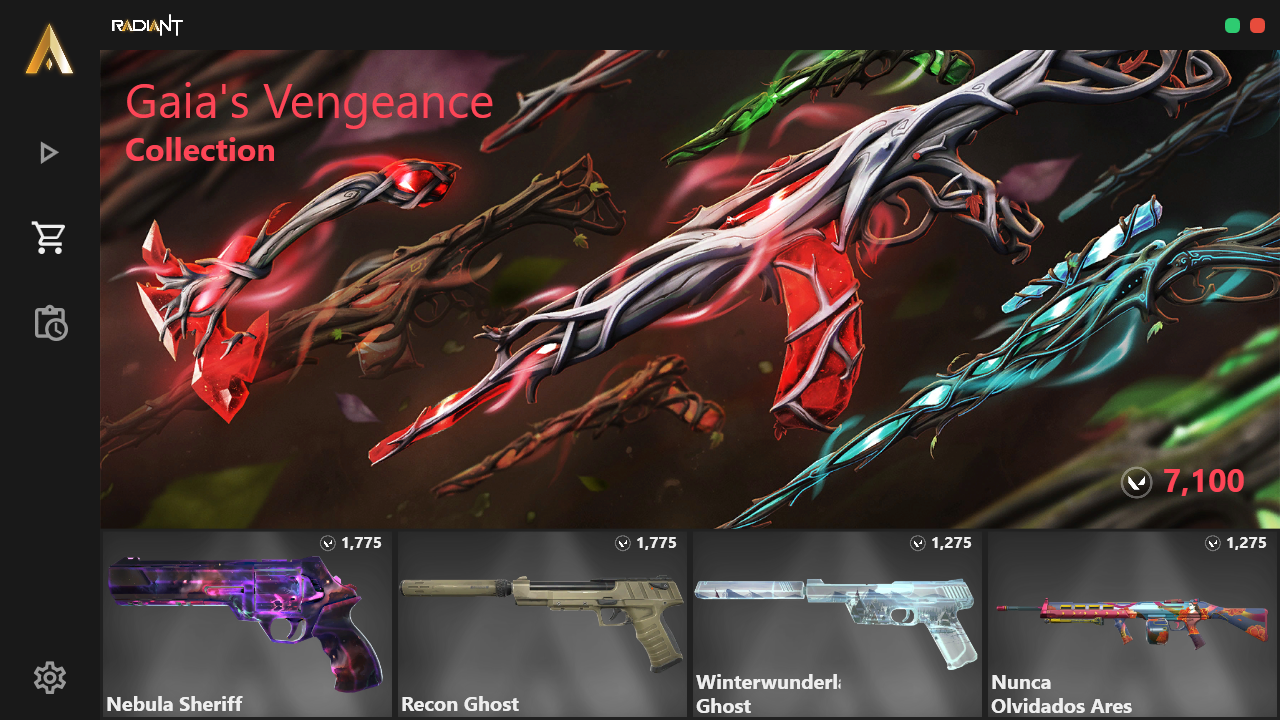 RADIANT
Gaia's Vengeance
Collection
7,100
1,775
Nebula Sheriff
1,775
Recon Ghost
1,275
Winterwunderl
Ghost
1,275
Nunca
Olvidados Ares